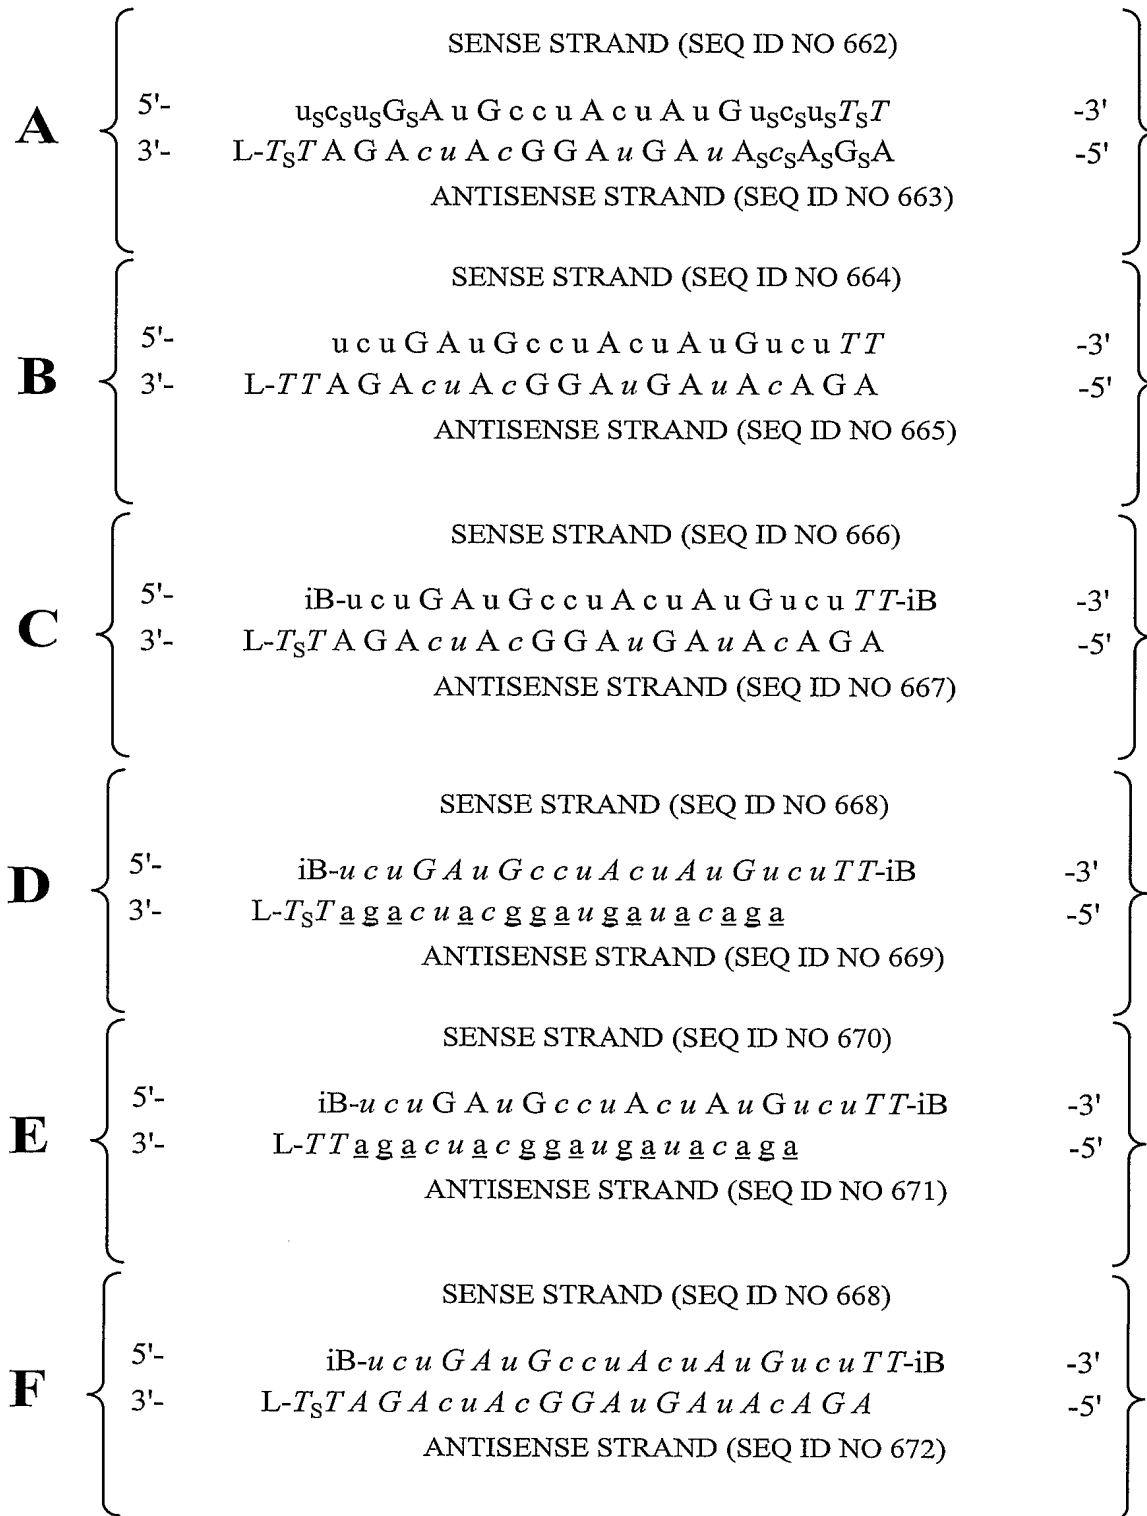 SENSE STRAND (SEQ ID NO 662)
A
5'- uscsusGsA u G c c u A c u A u G uscsusTsT -3'
3'- L-TsT A G A c u A c G G A u G A u AscsAsGsA -5'
ANTISENSE STRAND (SEQ ID NO 663)
SENSE STRAND (SEQ ID NO 664)
B
5'- u c u G A u G c c u A c u A u G u c u T T -3'
3'- L-T T A G A c u A c G G A u G A u A c A G A -5'
ANTISENSE STRAND (SEQ ID NO 665)
SENSE STRAND (SEQ ID NO 666)
C
5'- iB-u c u G A u G c c u A c u A u G u c u T T-iB -3'
3'- L-TsT A G A c u A c G G A u G A u A c A G A -5'
ANTISENSE STRAND (SEQ ID NO 667)
SENSE STRAND (SEQ ID NO 668)
D
5'- iB-u c u G A u G c c u A c u A u G u c u T T-iB -3'
3'- L-TsT a g a c u a c g g a u g a u a c a g a -5'
ANTISENSE STRAND (SEQ ID NO 669)
SENSE STRAND (SEQ ID NO 670)
E
5'- iB-u c u G A u G c c u A c u A u G u c u T T-iB -3'
3'- L-T T a g a c u a c g g a u g a u a c a g a -5'
ANTISENSE STRAND (SEQ ID NO 671)
SENSE STRAND (SEQ ID NO 668)
F
5'- iB-u c u G A u G c c u A c u A u G u c u T T-iB -3'
3'- L-TsT A G A c u A c G G A u G A u A c A G A -5'
ANTISENSE STRAND (SEQ ID NO 672)